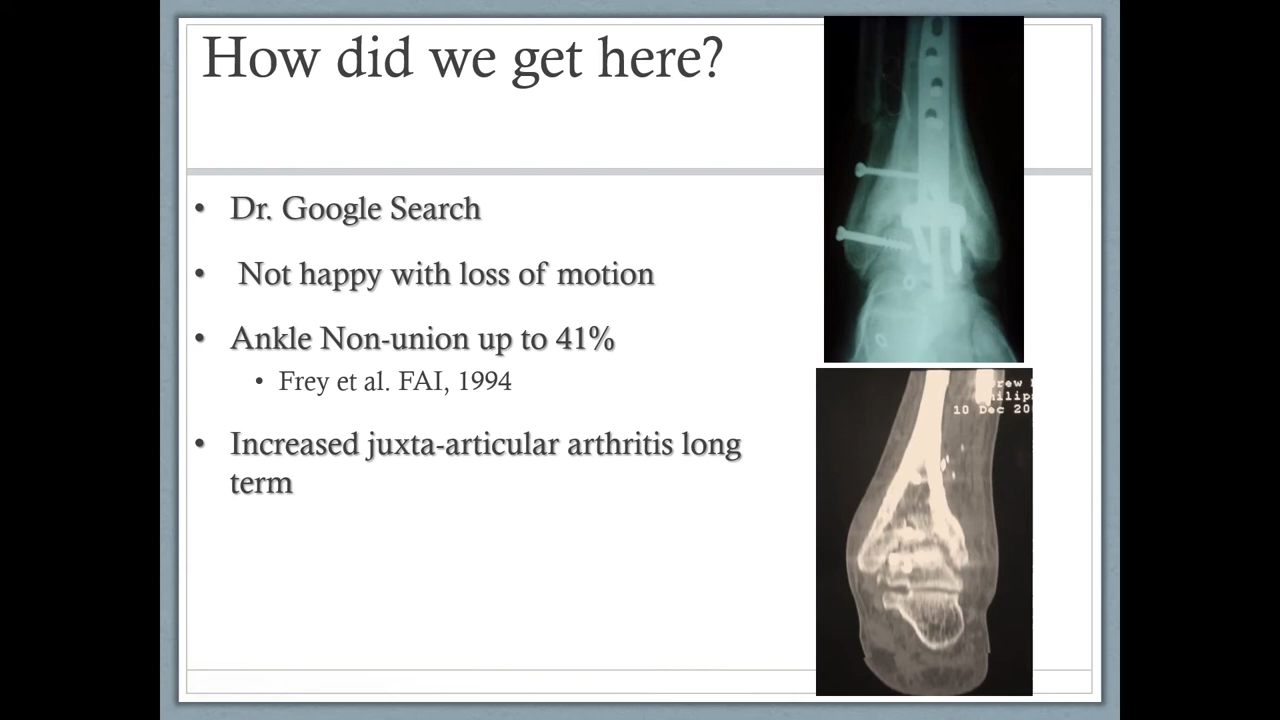 How did we get here?
• Dr. Google Search
• Not happy with loss of motion
• Ankle Non-union up to 41%
• Frey et al. FAI, 1994
• Increased juxta-articular arthritis long
term
10 Dec 20